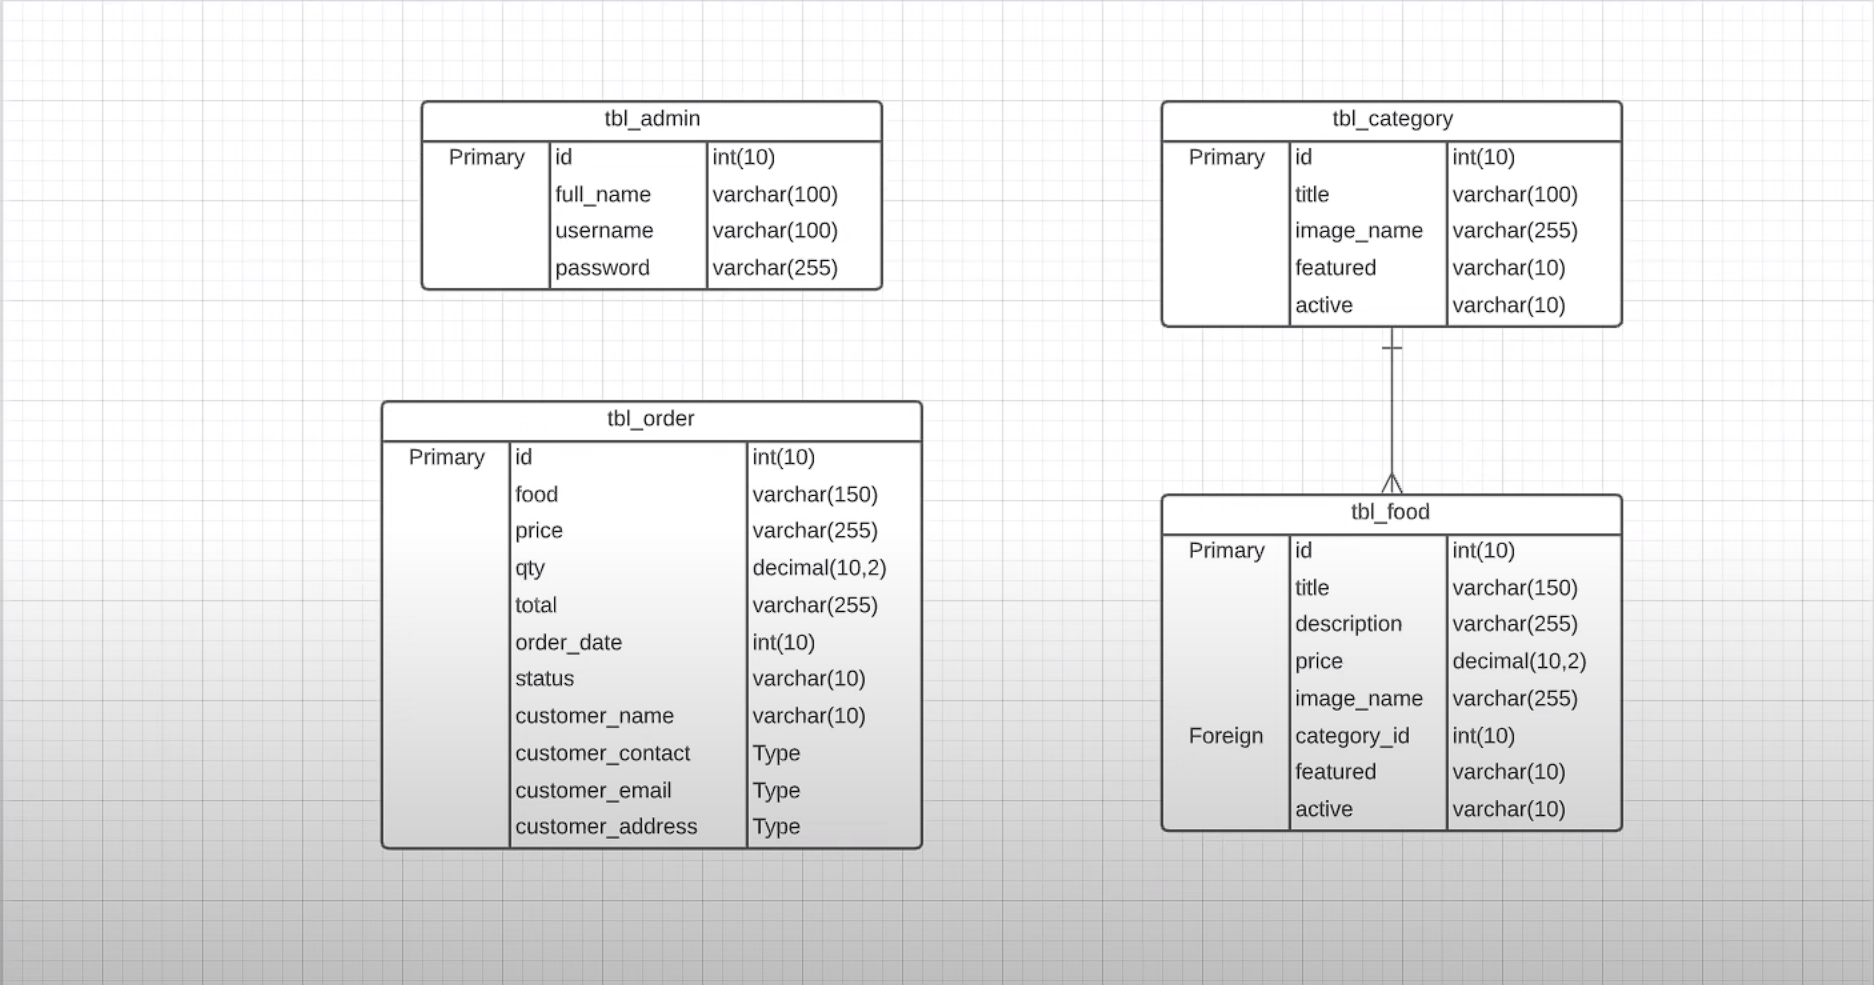 tbl_admin
Primary id int(10)
full_name varchar(100)
username varchar(100)
password varchar(255)
tbl_category
Primary id int(10)
title varchar(100)
image_name varchar(255)
featured varchar(10)
active varchar(10)
tbl_order
Primary id int(10)
food varchar(150)
price varchar(255)
qty decimal(10,2)
total varchar(255)
order_date int(10)
status varchar(10)
customer_name varchar(10)
customer_contact Type
customer_email Type
customer_address Type
tbl_food
Primary id int(10)
title varchar(150)
description varchar(255)
price decimal(10,2)
image_name varchar(255)
Foreign category_id int(10)
featured varchar(10)
active varchar(10)